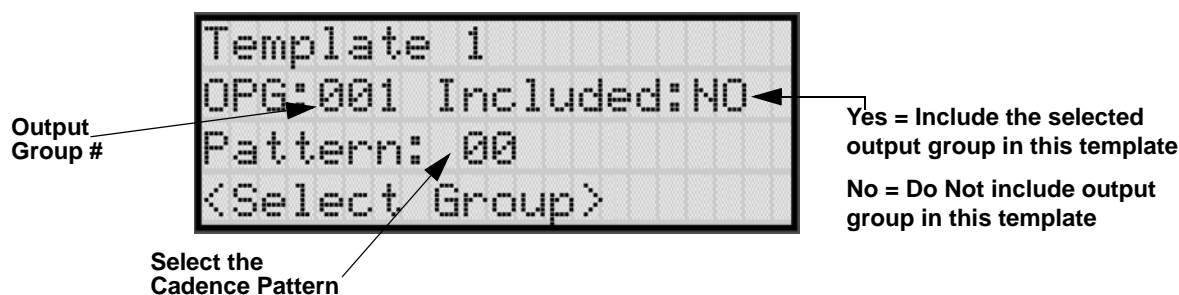 Template 1
OPG:001 Included:NO
Pattern: 00
<Select Group>
Output
Group #
Yes = Include the selected
output group in this template
No = Do Not include output
group in this template
Select the
Cadence Pattern